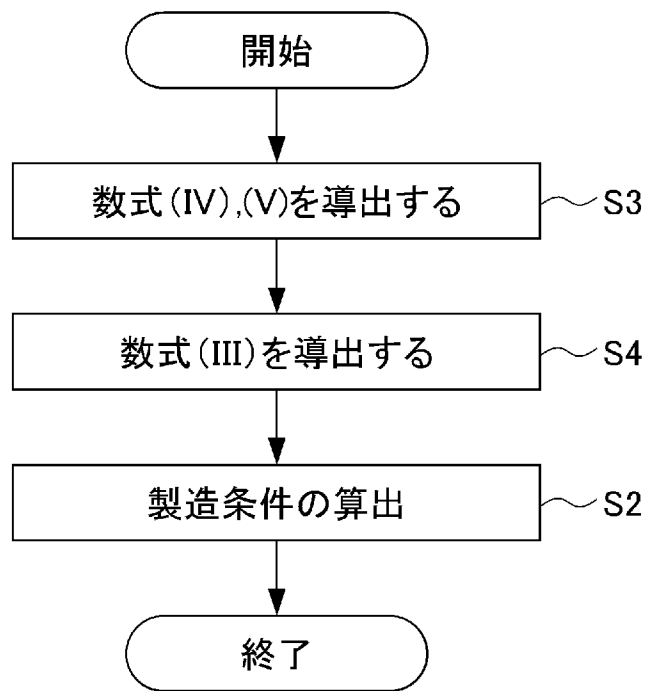 開始
数式(IV),(V)を導出する
S3
数式(III)を導出する
S4
製造条件の算出
S2
終了